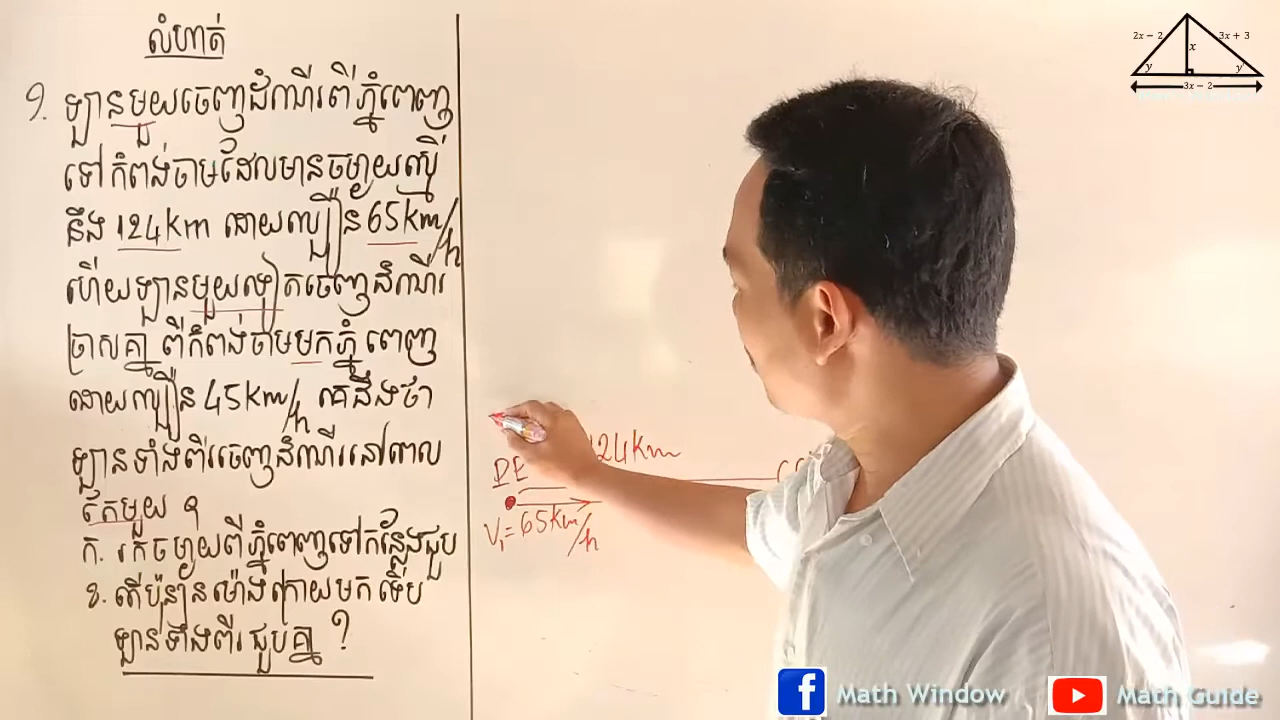 លំហាត់
១. ឡានមួយចេញដំណើរពីភ្នំពេញ
ទៅកំពង់ចាមដែលមានចម្ងាយស្មើ
នឹង 124km ដោយល្បឿន 65km/h
ហើយឡានមួយទៀតចេញដំណើរ
ច្រាសគ្នា ពីកំពង់ចាមមកភ្នំពេញ
ដោយល្បឿន 45km/h គេដឹងថា
ឡានទាំងពីរចេញដំណើរនៅពេល
តែមួយ ។
ក. រកចម្ងាយពីភ្នំពេញទៅកន្លែងជួប
ខ. តើប៉ុន្មានម៉ោងក្រោយមកទើប
ឡានទាំងពីរជួបគ្នា ?
124km
V₁=65km/h
2x − 2
3x + 3
x
y
y
3x − 2
Math Window
Math Guide